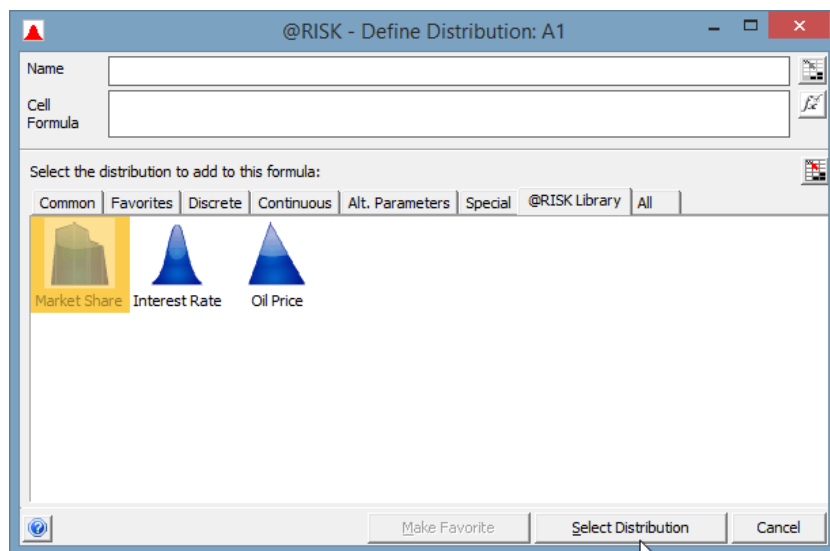 @RISK - Define Distribution: A1
Name
Cell
Formula
Select the distribution to add to this formula:
Common Favorites Discrete Continuous Alt. Parameters Special @RISK Library All
Market Share Interest Rate Oil Price
Make Favorite Select Distribution Cancel